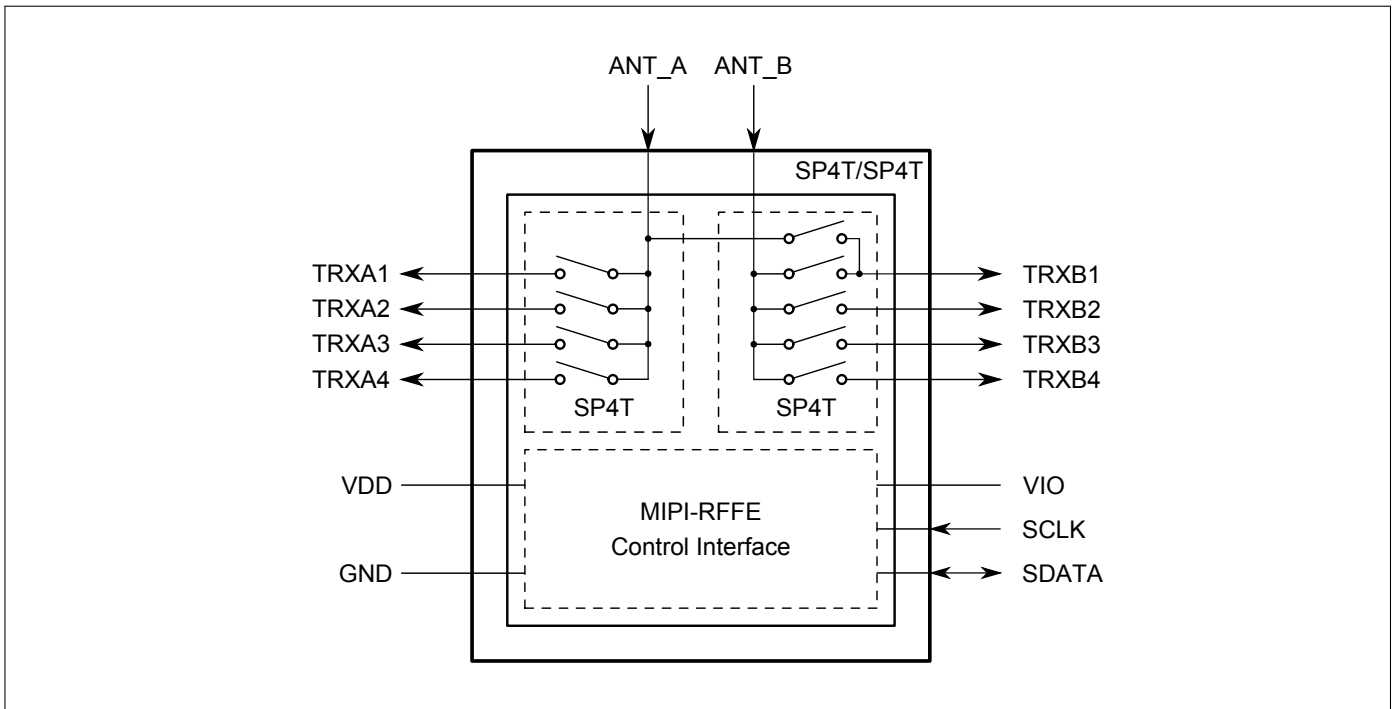 ANT_A ANT_B
SP4T/SP4T
TRXA1
TRXA2
TRXA3
TRXA4
TRXB1
TRXB2
TRXB3
TRXB4
SP4T
SP4T
VDD
GND
MIPI-RFFE
Control Interface
VIO
SCLK
SDATA